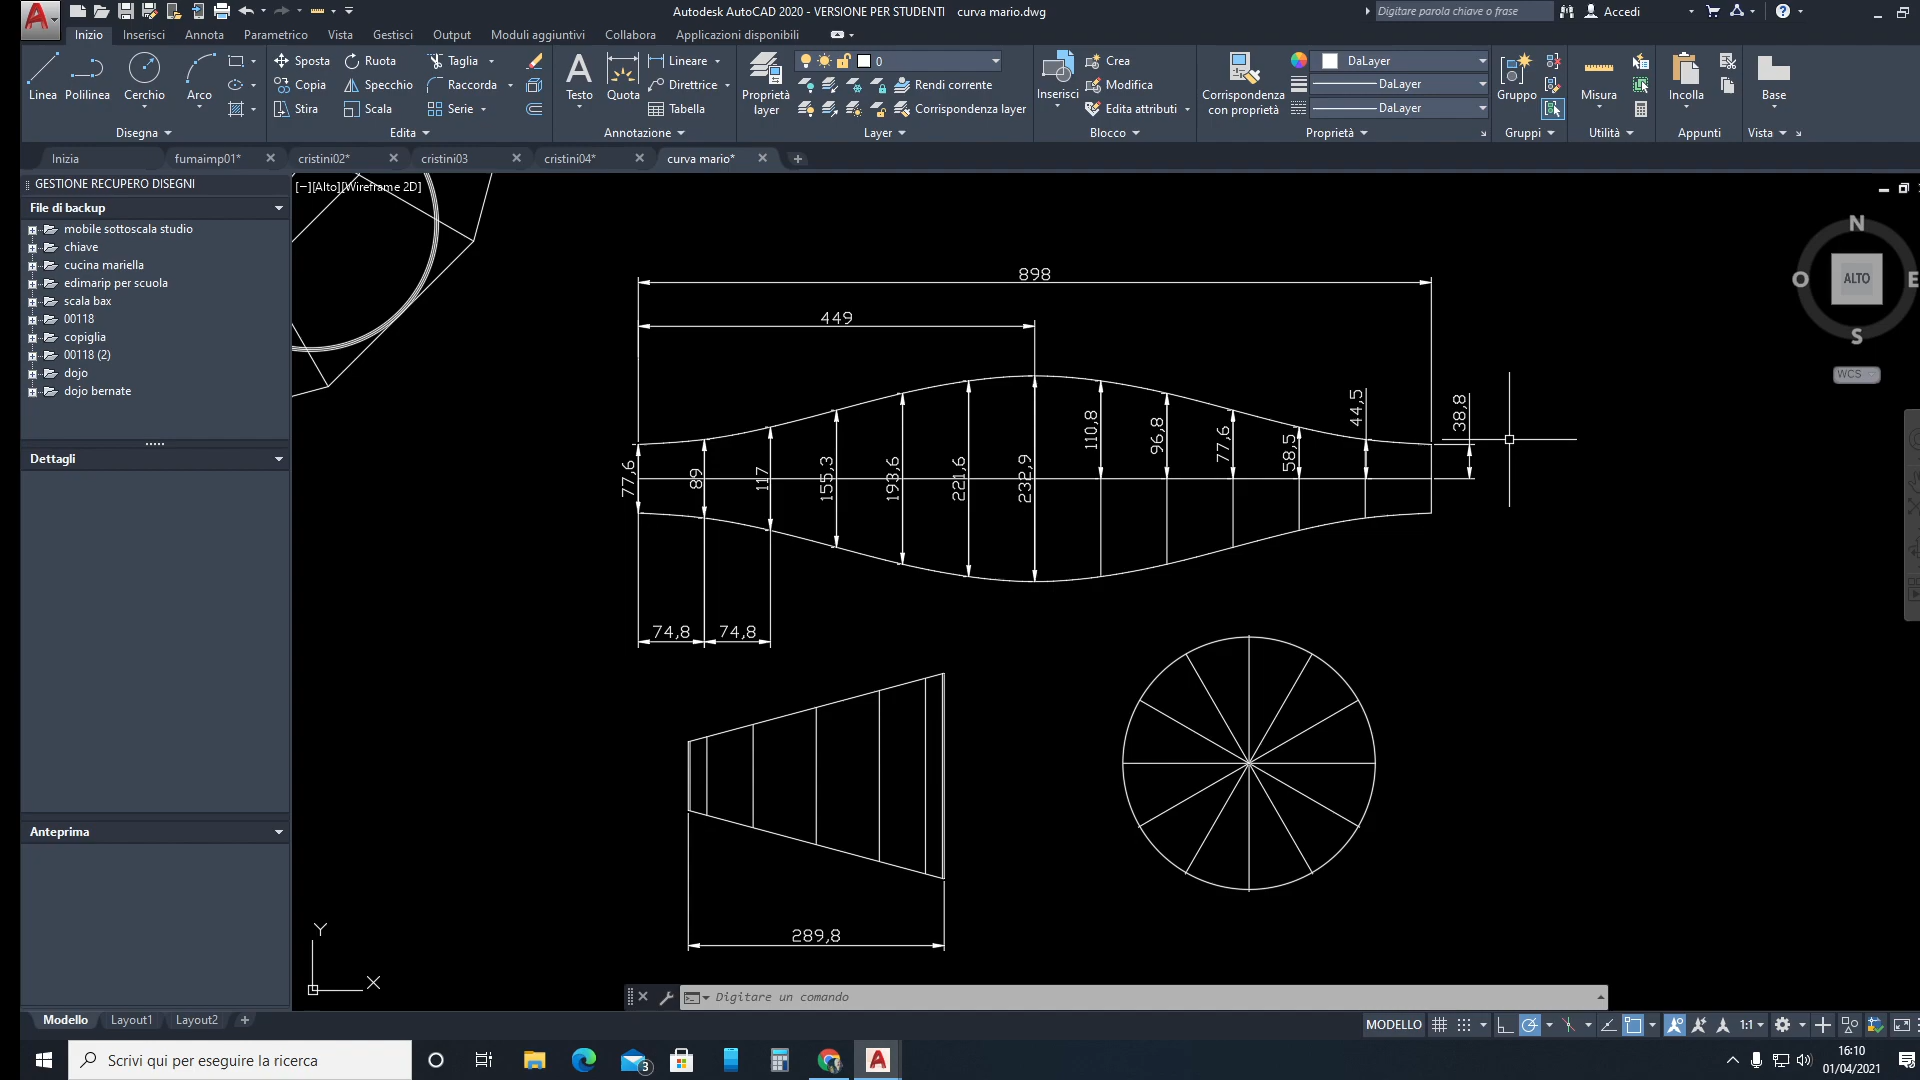 Autodesk AutoCAD 2020 - VERSIONE PER STUDENTI curva mario.dwg
Digitare parola chiave o frase
Accedi
Inizio Inserisci Annota Parametrico Vista Gestisci Output Moduli aggiuntivi Collabora Applicazioni disponibili
Linea Polilinea Cerchio Arco
Disegna
Sposta Ruota Taglia
Copia Specchio Raccorda
Stira Scala Serie
Edita
Testo Quota
Lineare
Direttrice
Tabella
Annotazione
Proprietà layer
0
Rendi corrente
Corrispondenza layer
Layer
Inserisci
Crea
Modifica
Edita attributi
Blocco
Corrispondenza con proprietà
DaLayer
DaLayer
DaLayer
Proprietà
Gruppo
Gruppi
Misura
Utilità
Incolla
Appunti
Base
Vista
Inizia fumaimp01* cristini02* cristini03 cristini04* curva mario*
GESTIONE RECUPERO DISEGNI
File di backup
mobile sottoscala studio
chiave
cucina mariella
edimarip per scuola
scala bax
00118
copiglia
00118 (2)
dojo
dojo bernate
Dettagli
Anteprima
[−][Alto][Wireframe 2D]
N
O ALTO E
S
WCS
898
449
77,6
89
117
155,3
193,6
221,6
232,9
110,8
96,8
77,6
58,5
44,5
38,8
74,8 74,8
289,8
Y
X
Digitare un comando
Modello Layout1 Layout2 +
MODELLO
1:1
Scrivi qui per eseguire la ricerca
3
16:10
01/04/2021